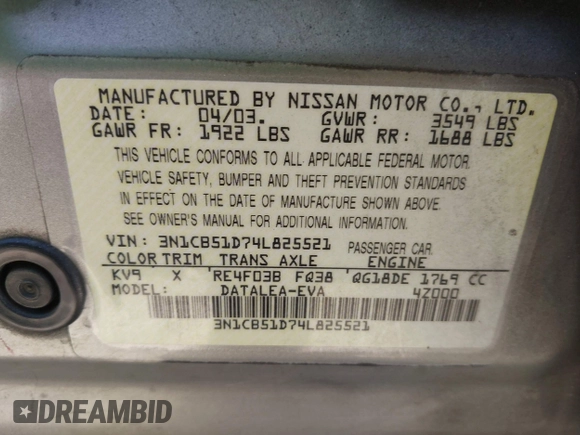 MANUFACTURED BY NISSAN MOTOR CO., LTD.
DATE: 04/03. GVWR: 3549 LBS
GAWR FR: 1922 LBS GAWR RR: 1688 LBS
THIS VEHICLE CONFORMS TO ALL APPLICABLE FEDERAL MOTOR
VEHICLE SAFETY, BUMPER AND THEFT PREVENTION STANDARDS
IN EFFECT ON THE DATE OF MANUFACTURE SHOWN ABOVE.
SEE OWNER'S MANUAL FOR ADDITIONAL INFORMATION.
VIN: 3N1CB51D74L825521 PASSENGER CAR
COLOR TRIM TRANS AXLE ENGINE
KV9 X RE4F03B FQ38 QG18DE 1769 CC
MODEL: DATALEA-EVA 4Z000
3N1CB51D74L825521
DREAMBID